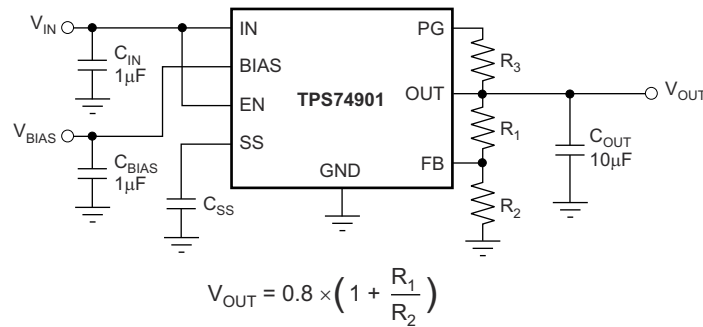 V_IN
C_IN
1μF
V_BIAS
C_BIAS
1μF
C_SS
IN
BIAS
EN
SS
TPS74901
GND
PG
OUT
FB
R_3
R_1
R_2
V_OUT
C_OUT
10μF
V_OUT = 0.8 × ( 1 + R_1 / R_2 )